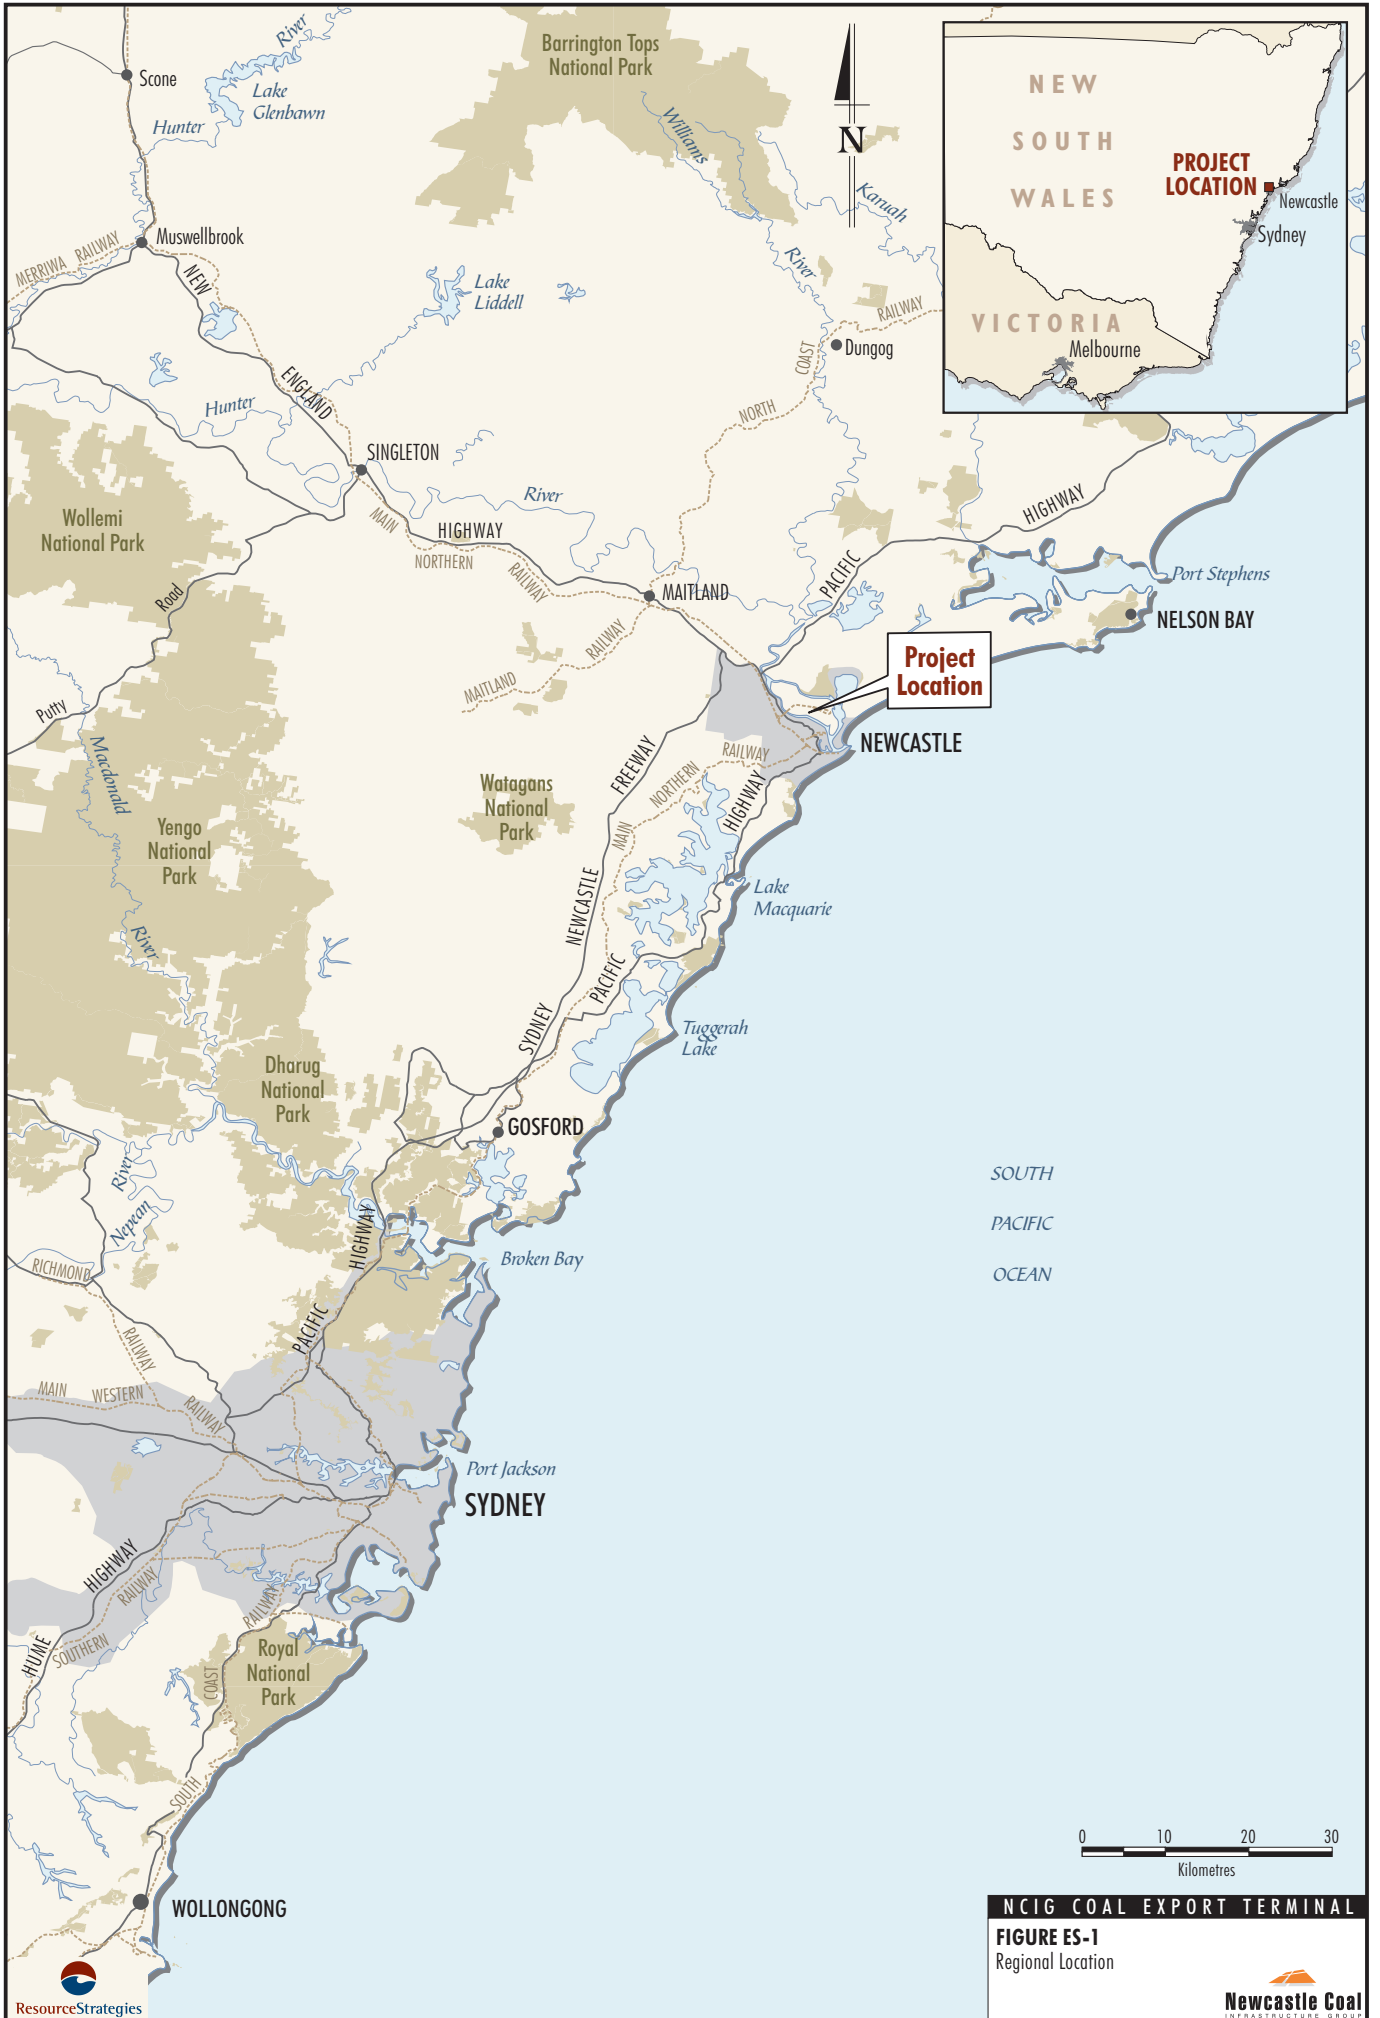 River
Barrington Tops
National Park
Scone
Lake
Glenbawn
Hunter
Williams
N
Karuah
NEW
SOUTH
WALES
PROJECT
LOCATION
Newcastle
Sydney
VICTORIA
Melbourne
MERRIWA RAILWAY
Muswellbrook
NEW
Lake
Liddell
River
RAILWAY
COAST
Dungog
ENGLAND
Hunter
NORTH
SINGLETON
River
MAIN
HIGHWAY
NORTHERN
RAILWAY
HIGHWAY
Wollemi
National Park
Road
MAITLAND
PACIFIC
Port Stephens
NELSON BAY
RAILWAY
MAITLAND
Project
Location
Putty
Macdonald
NEWCASTLE
FREEWAY
RAILWAY
NORTHERN
HIGHWAY
Watagans
National
Park
MAIN
Yengo
National
Park
Lake
Macquarie
NEWCASTLE
River
PACIFIC
SYDNEY
Tuggerah
Lake
Dharug
National
Park
GOSFORD
River
Nepean
SOUTH
PACIFIC
OCEAN
HIGHWAY
Broken Bay
RICHMOND
RAILWAY
PACIFIC
MAIN WESTERN
RAILWAY
Port Jackson
SYDNEY
HIGHWAY
RAILWAY
RAILWAY
HUME
SOUTHERN
Royal
National
Park
COAST
SOUTH
0 10 20 30
Kilometres
WOLLONGONG
NCIG COAL EXPORT TERMINAL
FIGURE ES-1
Regional Location
ResourceStrategies
Newcastle Coal
INFRASTRUCTURE GROUP